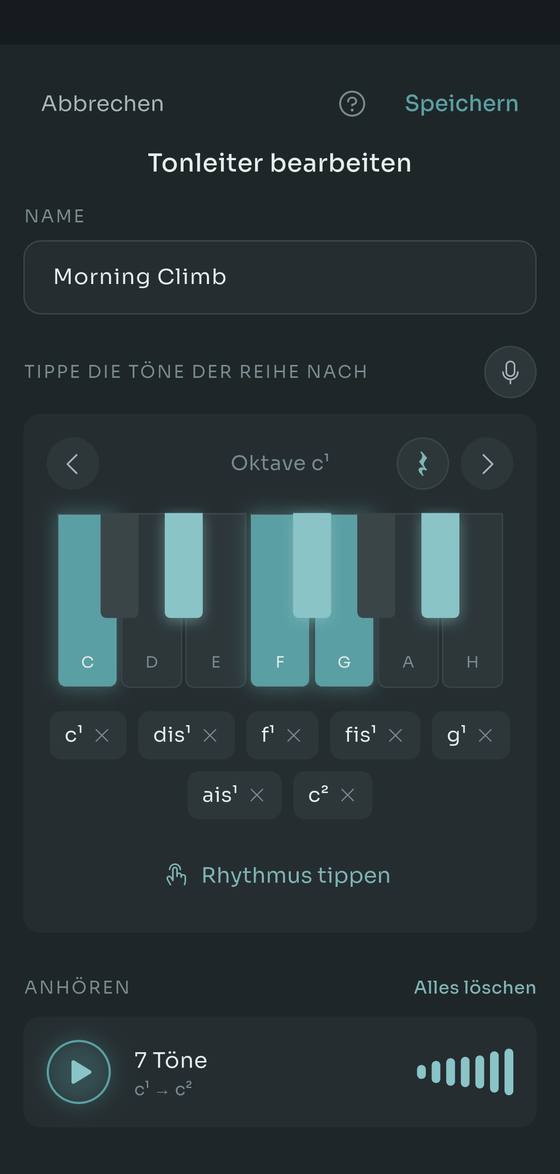 Abbrechen
Speichern
Tonleiter bearbeiten
NAME
Morning Climb
TIPPE DIE TÖNE DER REIHE NACH
Oktave c¹
C D E F G A H
c¹ dis¹ f¹ fis¹ g¹
ais¹ c²
Rhythmus tippen
ANHÖREN
Alles löschen
7 Töne
c¹ → c²